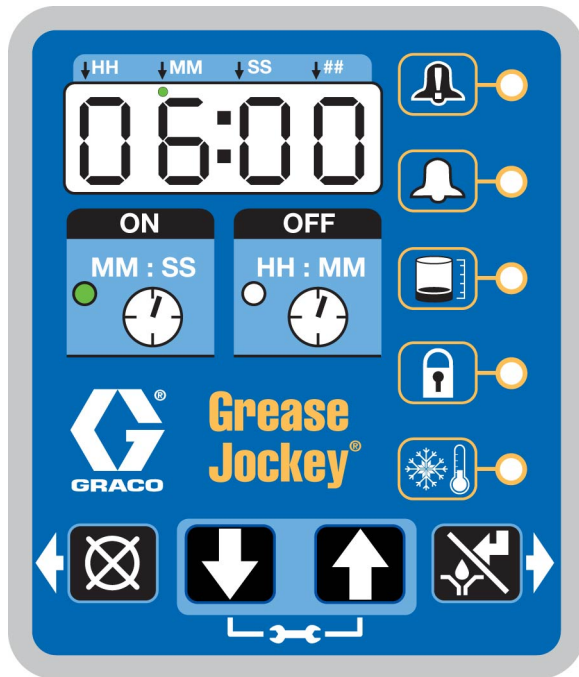 HH MM SS ##
06:00
ON OFF
MM : SS HH : MM
Grease
Jockey®
®
GRACO